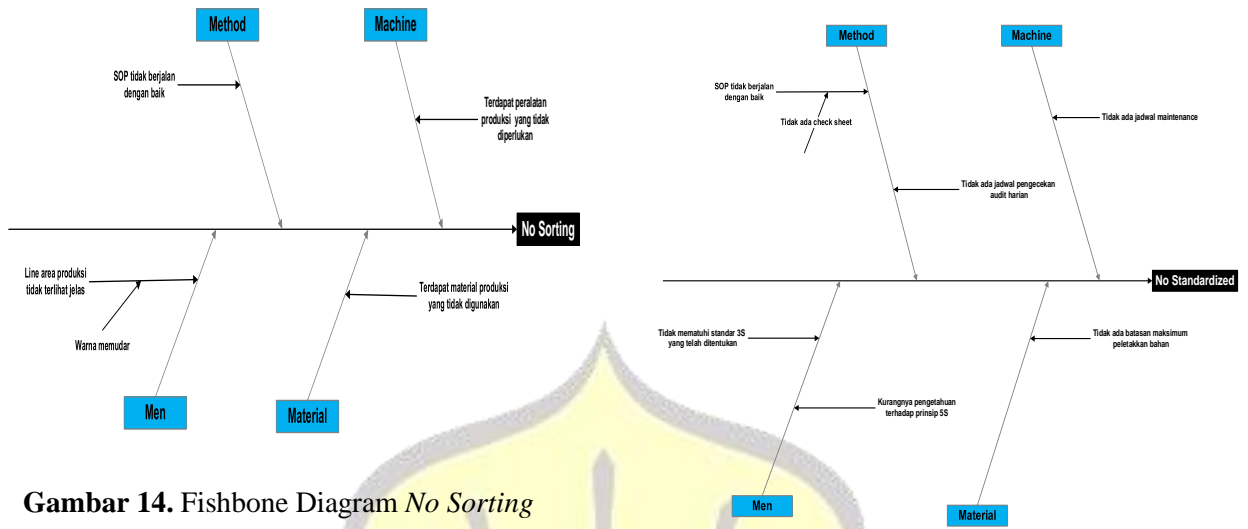 Method
Machine
SOP tidak berjalan
dengan baik
Terdapat peralatan
produksi yang tidak
diperlukan
No Sorting
Line area produksi
tidak terlihat jelas
Warna memudar
Terdapat material produksi
yang tidak digunakan
Men
Material
Gambar 14. Fishbone Diagram No Sorting
Method
Machine
SOP tidak berjalan
dengan baik
Tidak ada check sheet
Tidak ada jadwal maintenance
Tidak ada jadwal pengecekan
audit harian
No Standardized
Tidak mematuhi standar 3S
yang telah ditentukan
Tidak ada batasan maksimum
peletakkan bahan
Kurangnya pengetahuan
terhadap prinsip 5S
Men
Material